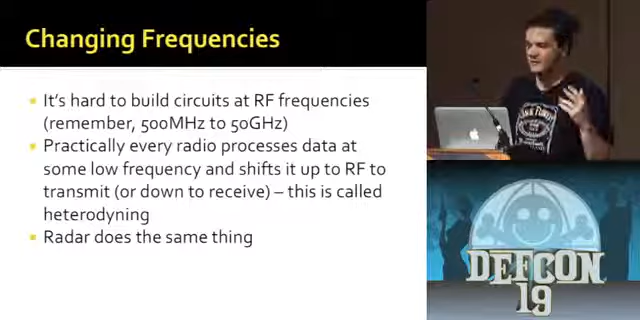 Changing Frequencies
It's hard to build circuits at RF frequencies
(remember, 500MHz to 50GHz)
Practically every radio processes data at
some low frequency and shifts it up to RF to
transmit (or down to receive) – this is called
heterodyning
Radar does the same thing
DEFCON
19